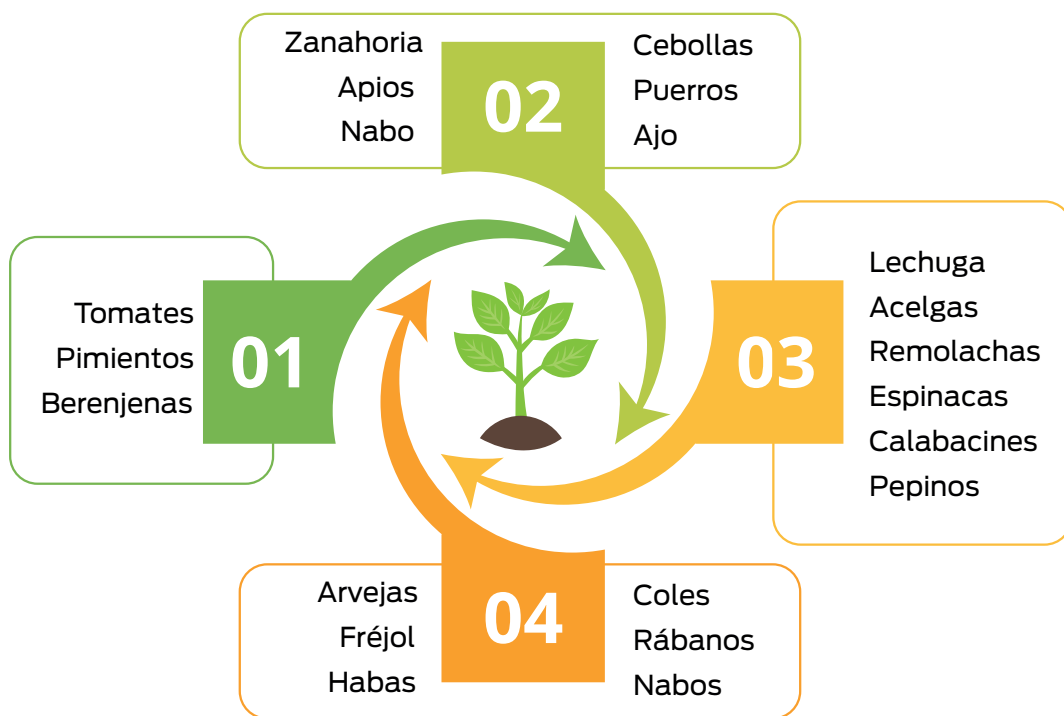 01
Tomates
Pimientos
Berenjenas
02
Zanahoria
Apios
Nabo
Cebollas
Puerros
Ajo
03
Lechuga
Acelgas
Remolachas
Espinacas
Calabacines
Pepinos
04
Arvejas
Fréjol
Habas
Coles
Rábanos
Nabos